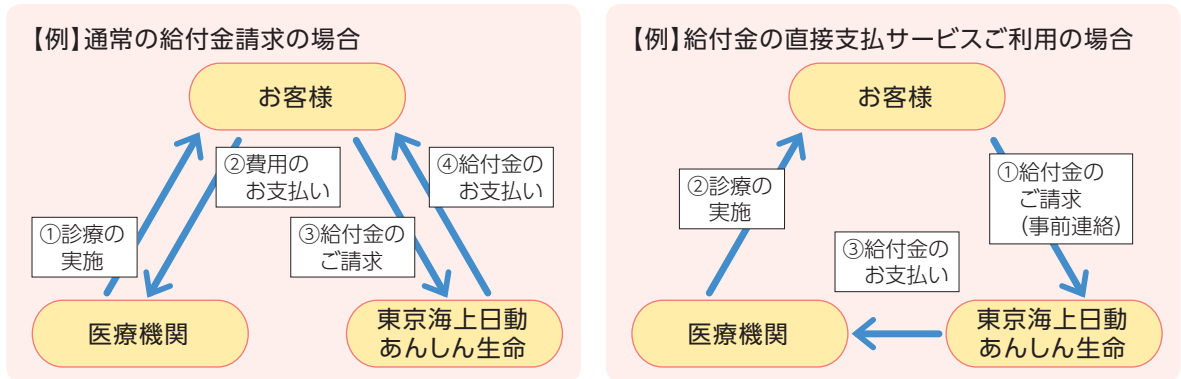 【例】通常の給付金請求の場合
お客様
②費用の
お支払い
④給付金の
お支払い
①診療の
実施
③給付金の
ご請求
医療機関
東京海上日動
あんしん生命
【例】給付金の直接支払サービスご利用の場合
お客様
①給付金の
ご請求
（事前連絡）
②診療の
実施
③給付金の
お支払い
医療機関
東京海上日動
あんしん生命